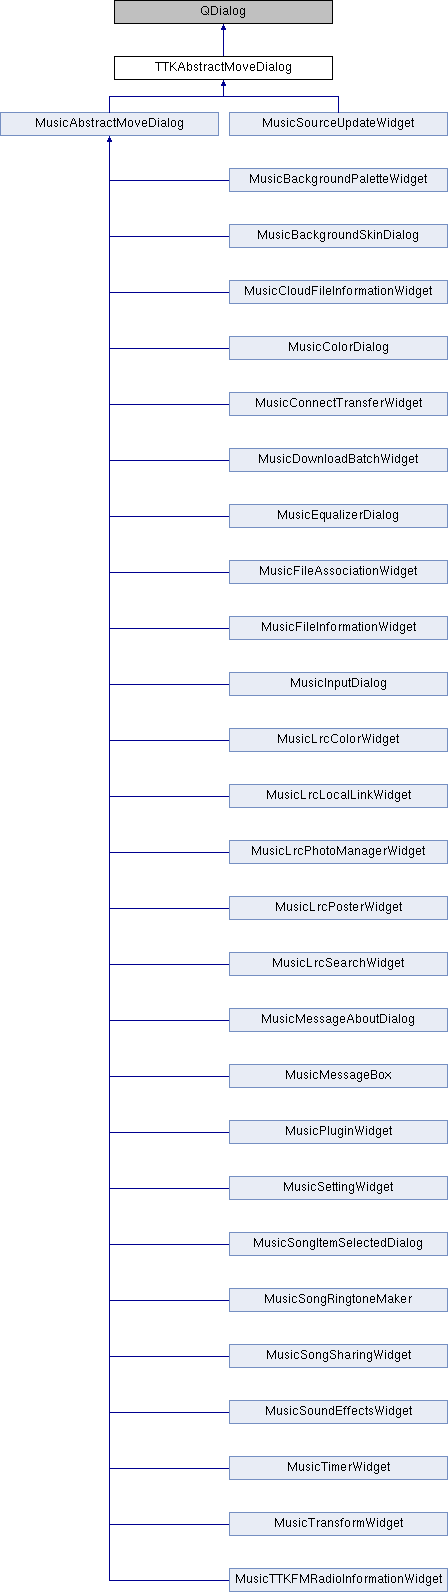 QDialog
TTKAbstractMoveDialog
MusicAbstractMoveDialog
MusicSourceUpdateWidget
MusicBackgroundPaletteWidget
MusicBackgroundSkinDialog
MusicCloudFileInformationWidget
MusicColorDialog
MusicConnectTransferWidget
MusicDownloadBatchWidget
MusicEqualizerDialog
MusicFileAssociationWidget
MusicFileInformationWidget
MusicInputDialog
MusicLrcColorWidget
MusicLrcLocalLinkWidget
MusicLrcPhotoManagerWidget
MusicLrcPosterWidget
MusicLrcSearchWidget
MusicMessageAboutDialog
MusicMessageBox
MusicPluginWidget
MusicSettingWidget
MusicSongItemSelectedDialog
MusicSongRingtoneMaker
MusicSongSharingWidget
MusicSoundEffectsWidget
MusicTimerWidget
MusicTransformWidget
MusicTTKFMRadioInformationWidget